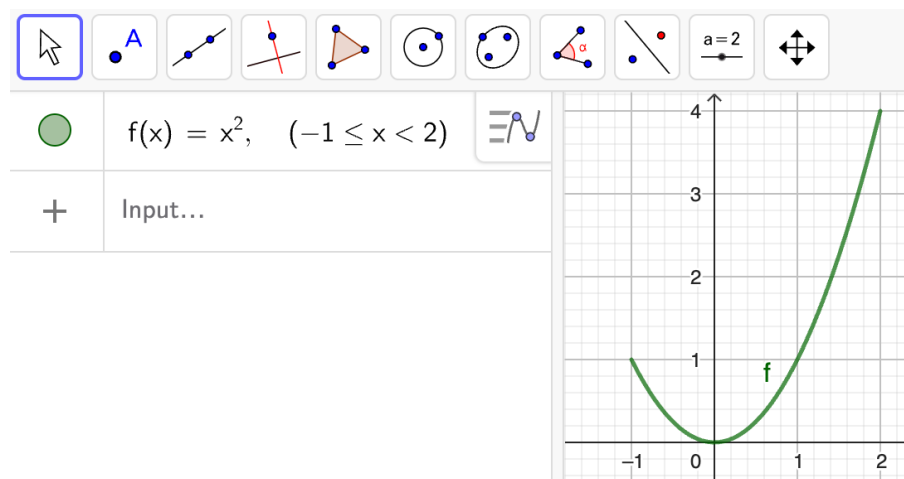 A
α
a=2
f(x) = x², (−1 ≤ x < 2)
+ Input...
4
3
2
1
f
−1 0 1 2